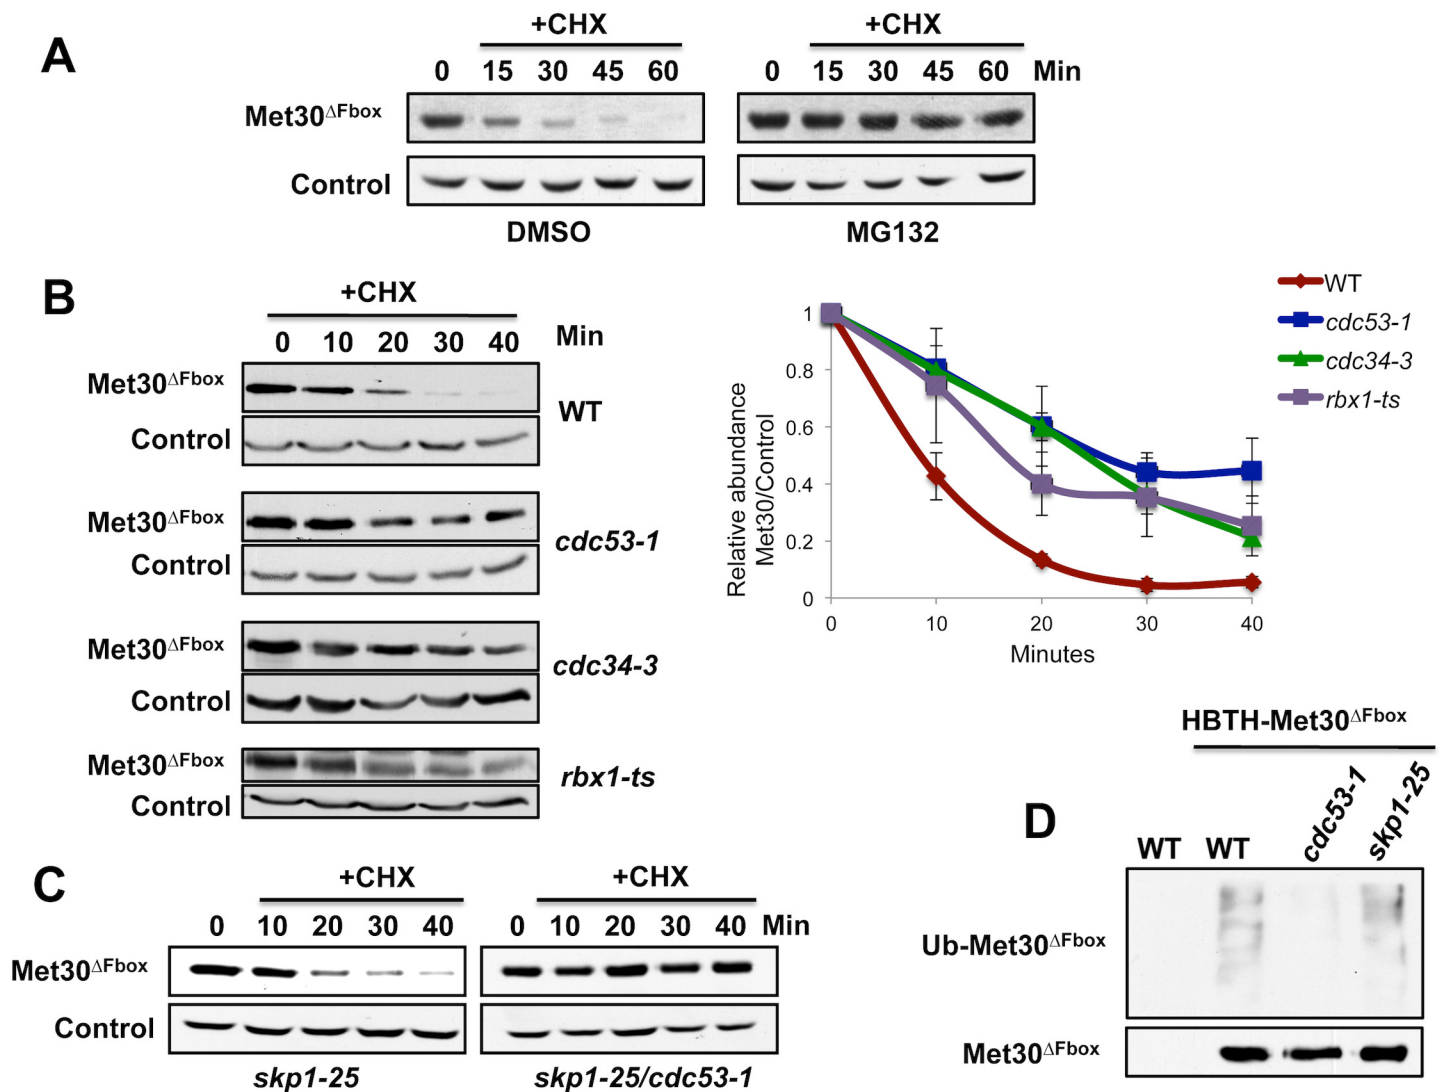 A
+CHX
+CHX
0 15 30 45 60
0 15 30 45 60 Min
Met30ΔFbox
Control
DMSO
MG132
B
+CHX
0 10 20 30 40 Min
Met30ΔFbox
Control
WT
Met30ΔFbox
Control
cdc53-1
Met30ΔFbox
Control
cdc34-3
Met30ΔFbox
Control
rbx1-ts
WT
cdc53-1
cdc34-3
rbx1-ts
Relative abundance
Met30/Control
1
0.8
0.6
0.4
0.2
0
0 10 20 30 40
Minutes
C
+CHX
+CHX
0 10 20 30 40
0 10 20 30 40 Min
Met30ΔFbox
Control
skp1-25
skp1-25/cdc53-1
D
HBTH-Met30ΔFbox
WT WT cdc53-1 skp1-25
Ub-Met30ΔFbox
Met30ΔFbox